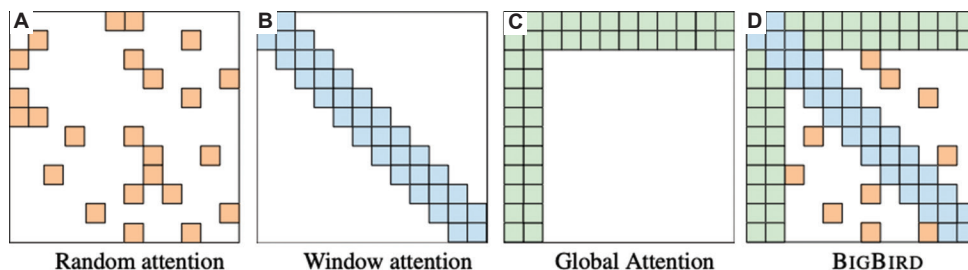 A
B
C
D
Random attention
Window attention
Global Attention
BIGBIRD